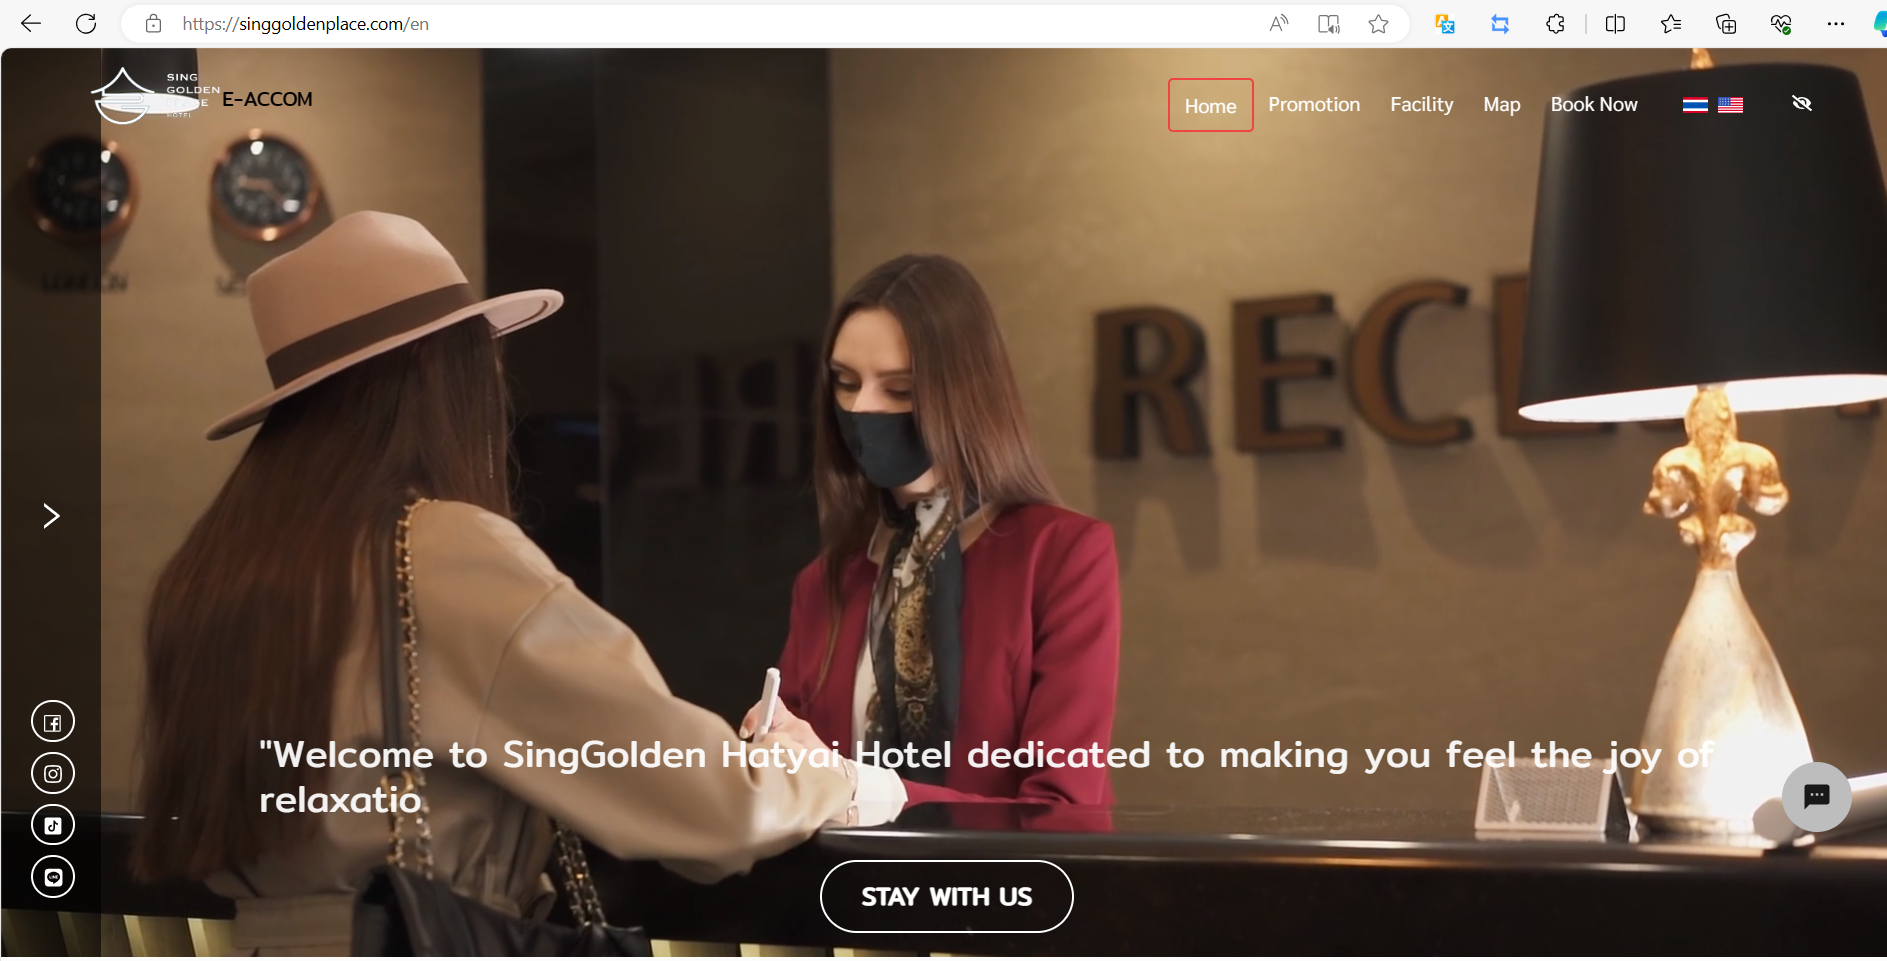 https://singgoldenplace.com/en
SING
GOLDEN
HOTEL
E-ACCOM
Home
Promotion
Facility
Map
Book Now
LONDON
"Welcome to SingGolden Hatyai Hotel dedicated to making you feel the joy of
relaxatio
STAY WITH US